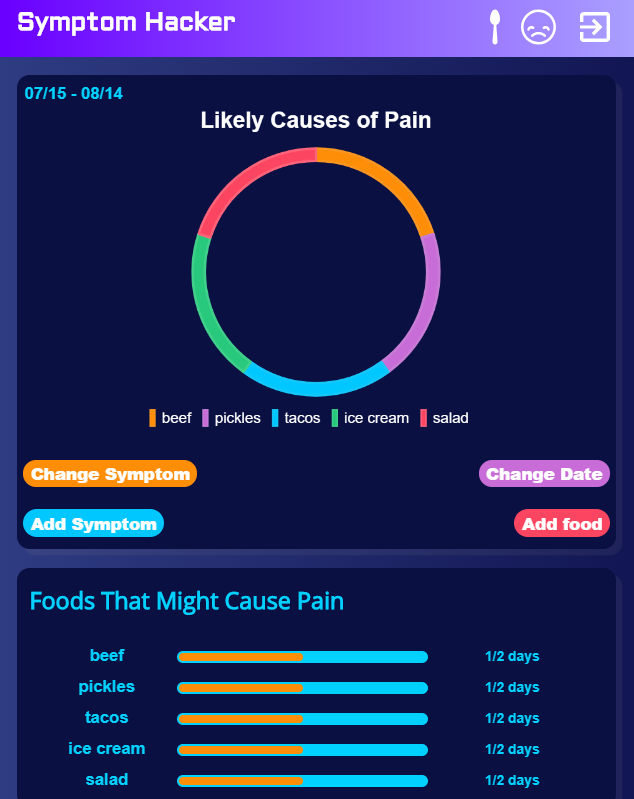 Symptom Hacker
07/15 - 08/14
Likely Causes of Pain
beef pickles tacos ice cream salad
Change Symptom Change Date
Add Symptom Add food
Foods That Might Cause Pain
beef 1/2 days
pickles 1/2 days
tacos 1/2 days
ice cream 1/2 days
salad 1/2 days